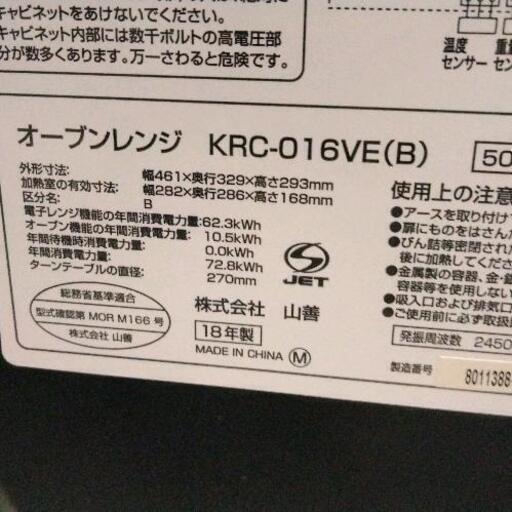 キャビネットをあけないでください。
キャビネット内部には数千ボルトの高電圧部
分が数多くあります。万一さわると危険です。
温度
センサー
重量
セン
オーブンレンジ KRC-016VE(B)
50
外形寸法: 幅461×奥行329×高さ293mm
加熱室の有効寸法: 幅282×奥行286×高さ168mm
区分名: B
電子レンジ機能の年間消費電力量: 62.3kWh
オーブン機能の年間消費電力量: 10.5kWh
年間待機時消費電力量: 0.0kWh
年間消費電力量: 72.8kWh
ターンテーブルの直径: 270mm
S
JET
総務省基準適合
型式確認第 MOR M166 号
株式会社 山善
株式会社 山善
18年製
MADE IN CHINA M
使用上の注意
●アースを取り付けて
●扉にものをはさんだ
●びん詰等密閉された
後に加熱してくださ
●金属製の容器、金・銀
容器等を使用しない
●吸入口および排気口
●ご使用前に必ず取扱
発振周波数 2450
製造番号
8011388